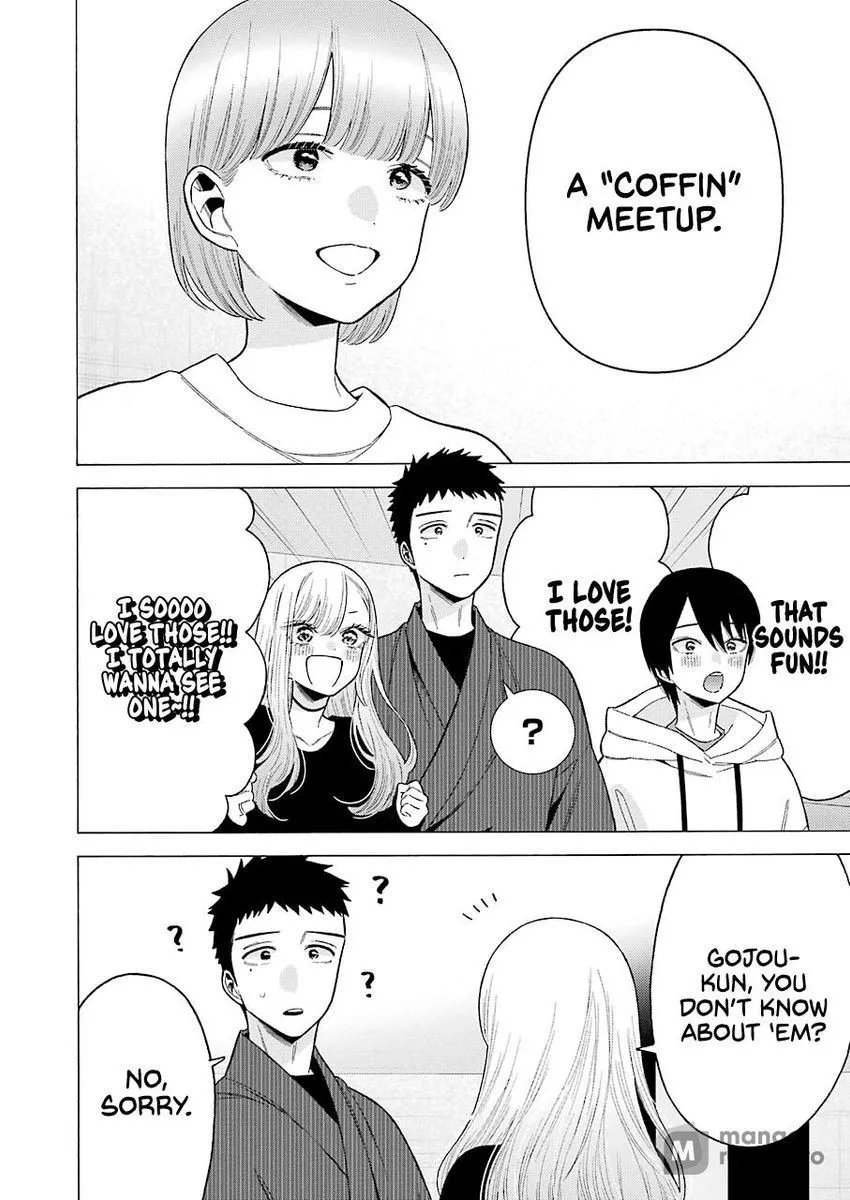 A "COFFIN"
MEETUP.
THAT
SOUNDS
FUN!!
I LOVE
THOSE!
?
I SOOOO
LOVE THOSE!!
I TOTALLY
WANNA SEE
ONE~!!
GOJOU-
KUN, YOU
DON'T KNOW
ABOUT 'EM?
?
?
?
NO,
SORRY.
M